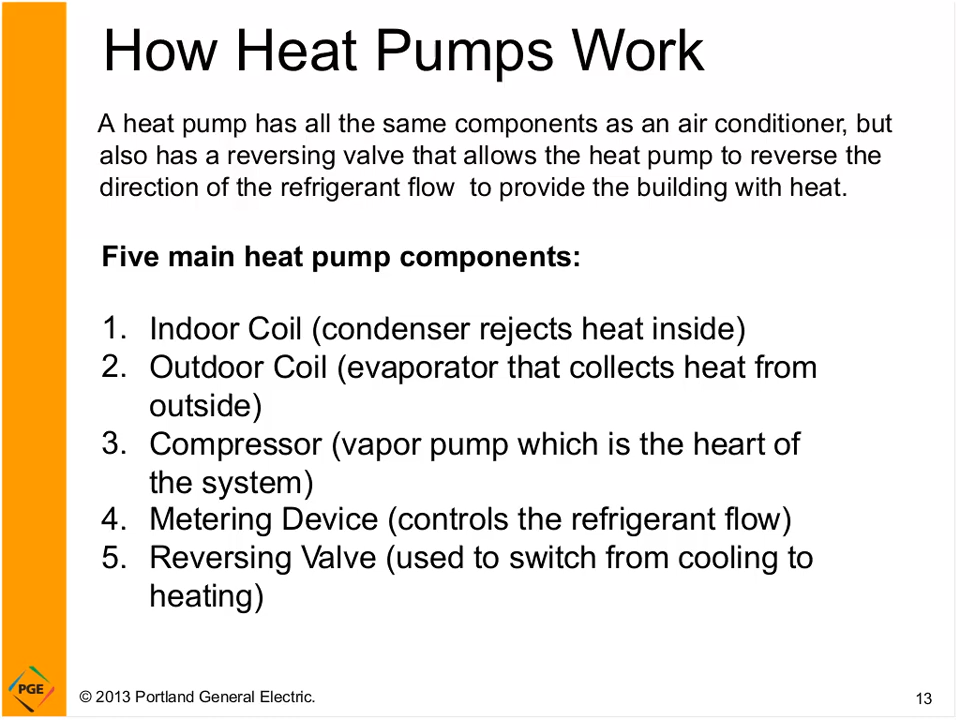 How Heat Pumps Work
A heat pump has all the same components as an air conditioner, but
also has a reversing valve that allows the heat pump to reverse the
direction of the refrigerant flow  to provide the building with heat.
Five main heat pump components:
1. Indoor Coil (condenser rejects heat inside)
2. Outdoor Coil (evaporator that collects heat from
outside)
3. Compressor (vapor pump which is the heart of
the system)
4. Metering Device (controls the refrigerant flow)
5. Reversing Valve (used to switch from cooling to
heating)
PGE
© 2013 Portland General Electric.
13